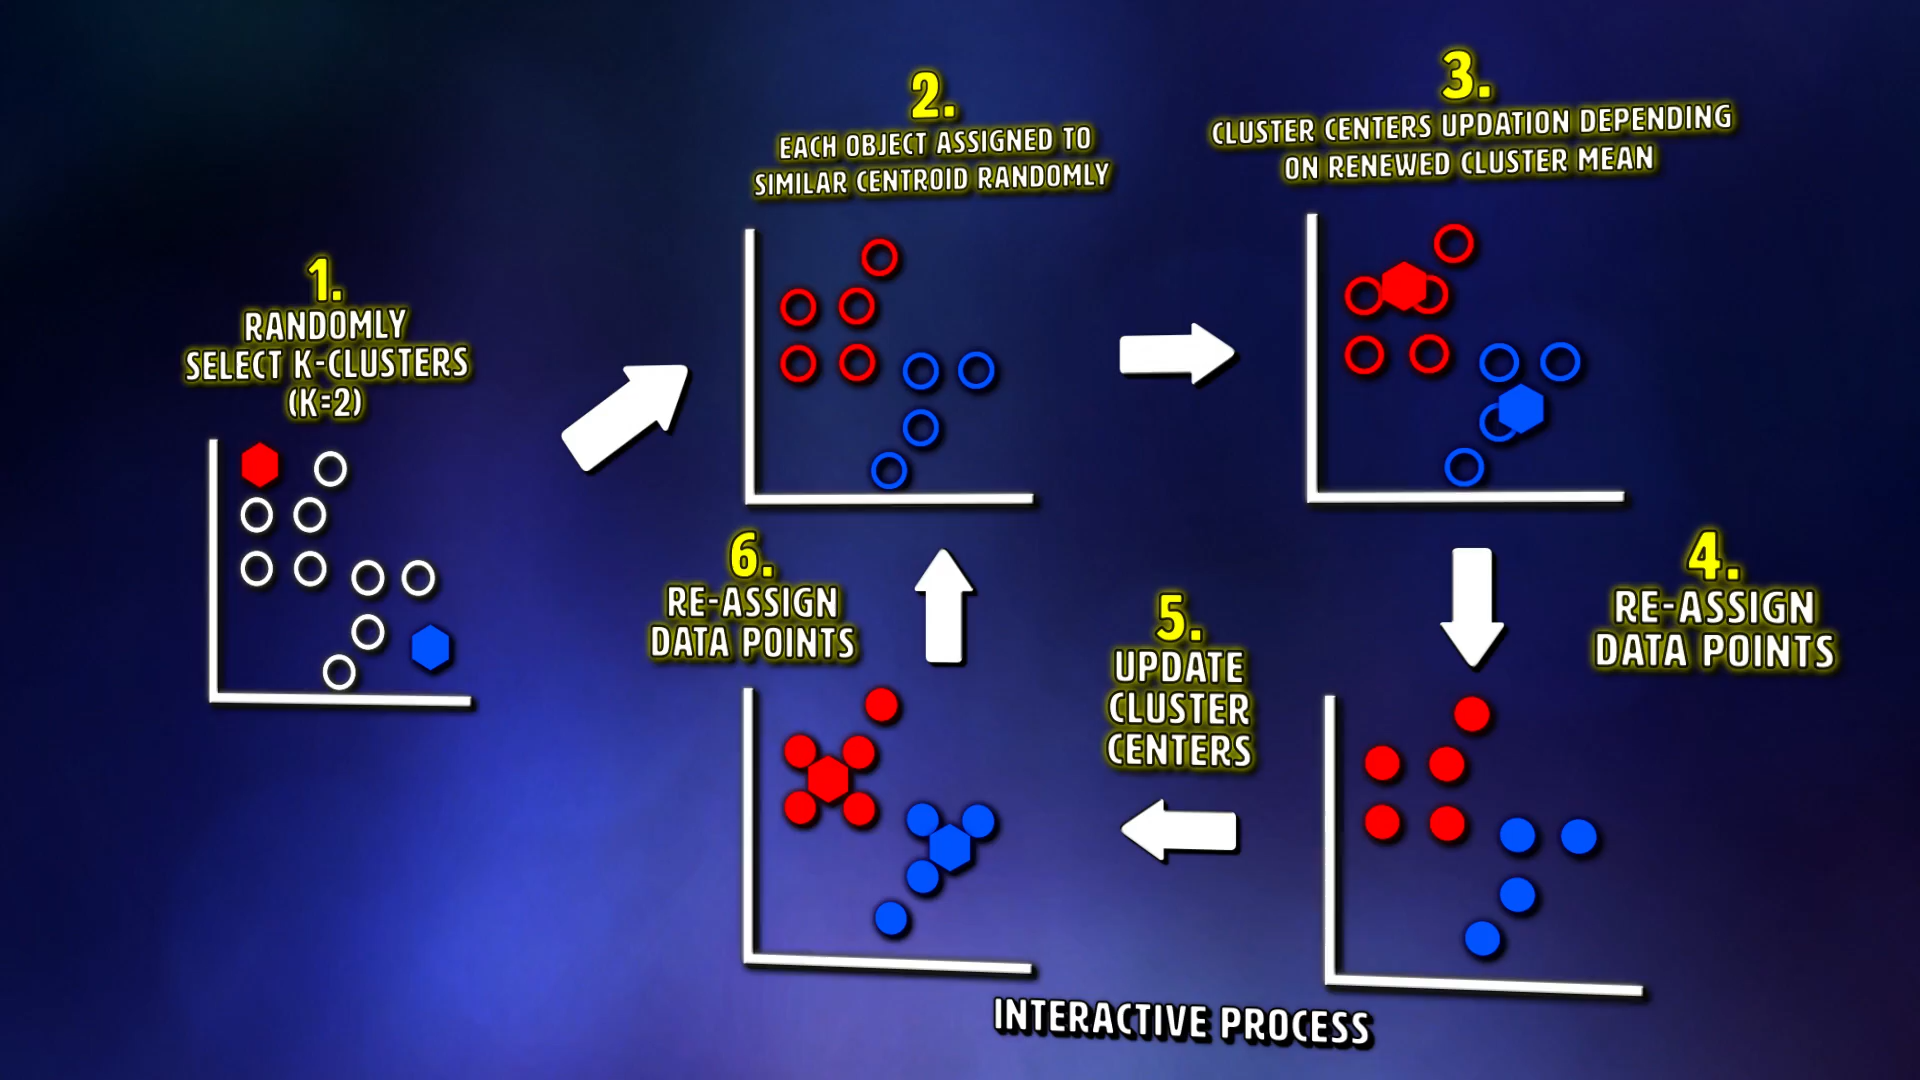 1.
RANDOMLY
SELECT K-CLUSTERS
(K=2)
2.
EACH OBJECT ASSIGNED TO
SIMILAR CENTROID RANDOMLY
3.
CLUSTER CENTERS UPDATION DEPENDING
ON RENEWED CLUSTER MEAN
4.
RE-ASSIGN
DATA POINTS
5.
UPDATE
CLUSTER
CENTERS
6.
RE-ASSIGN
DATA POINTS
INTERACTIVE PROCESS